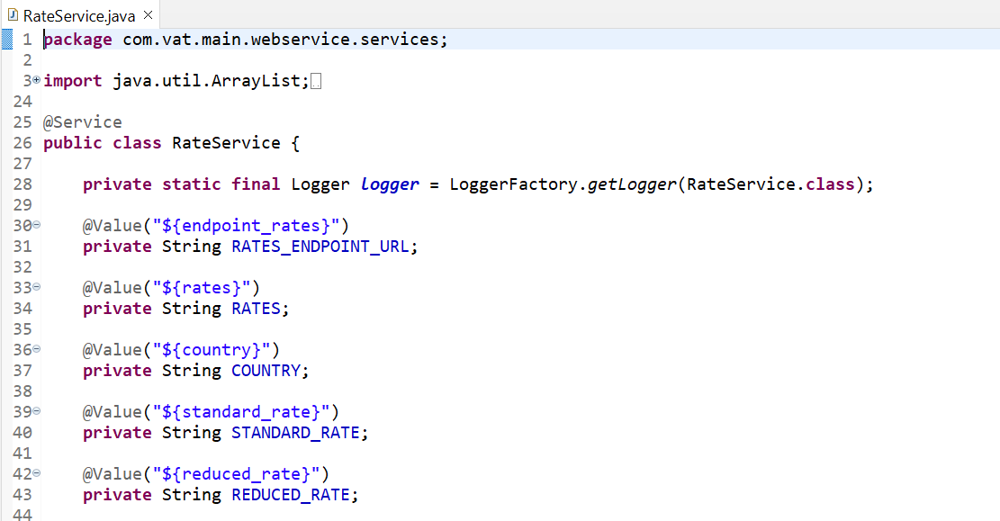 RateService.java
1 package com.vat.main.webservice.services;
2
3 import java.util.ArrayList;
24
25 @Service
26 public class RateService {
27
28 private static final Logger logger = LoggerFactory.getLogger(RateService.class);
29
30 @Value("${endpoint_rates}")
31 private String RATES_ENDPOINT_URL;
32
33 @Value("${rates}")
34 private String RATES;
35
36 @Value("${country}")
37 private String COUNTRY;
38
39 @Value("${standard_rate}")
40 private String STANDARD_RATE;
41
42 @Value("${reduced_rate}")
43 private String REDUCED_RATE;
44